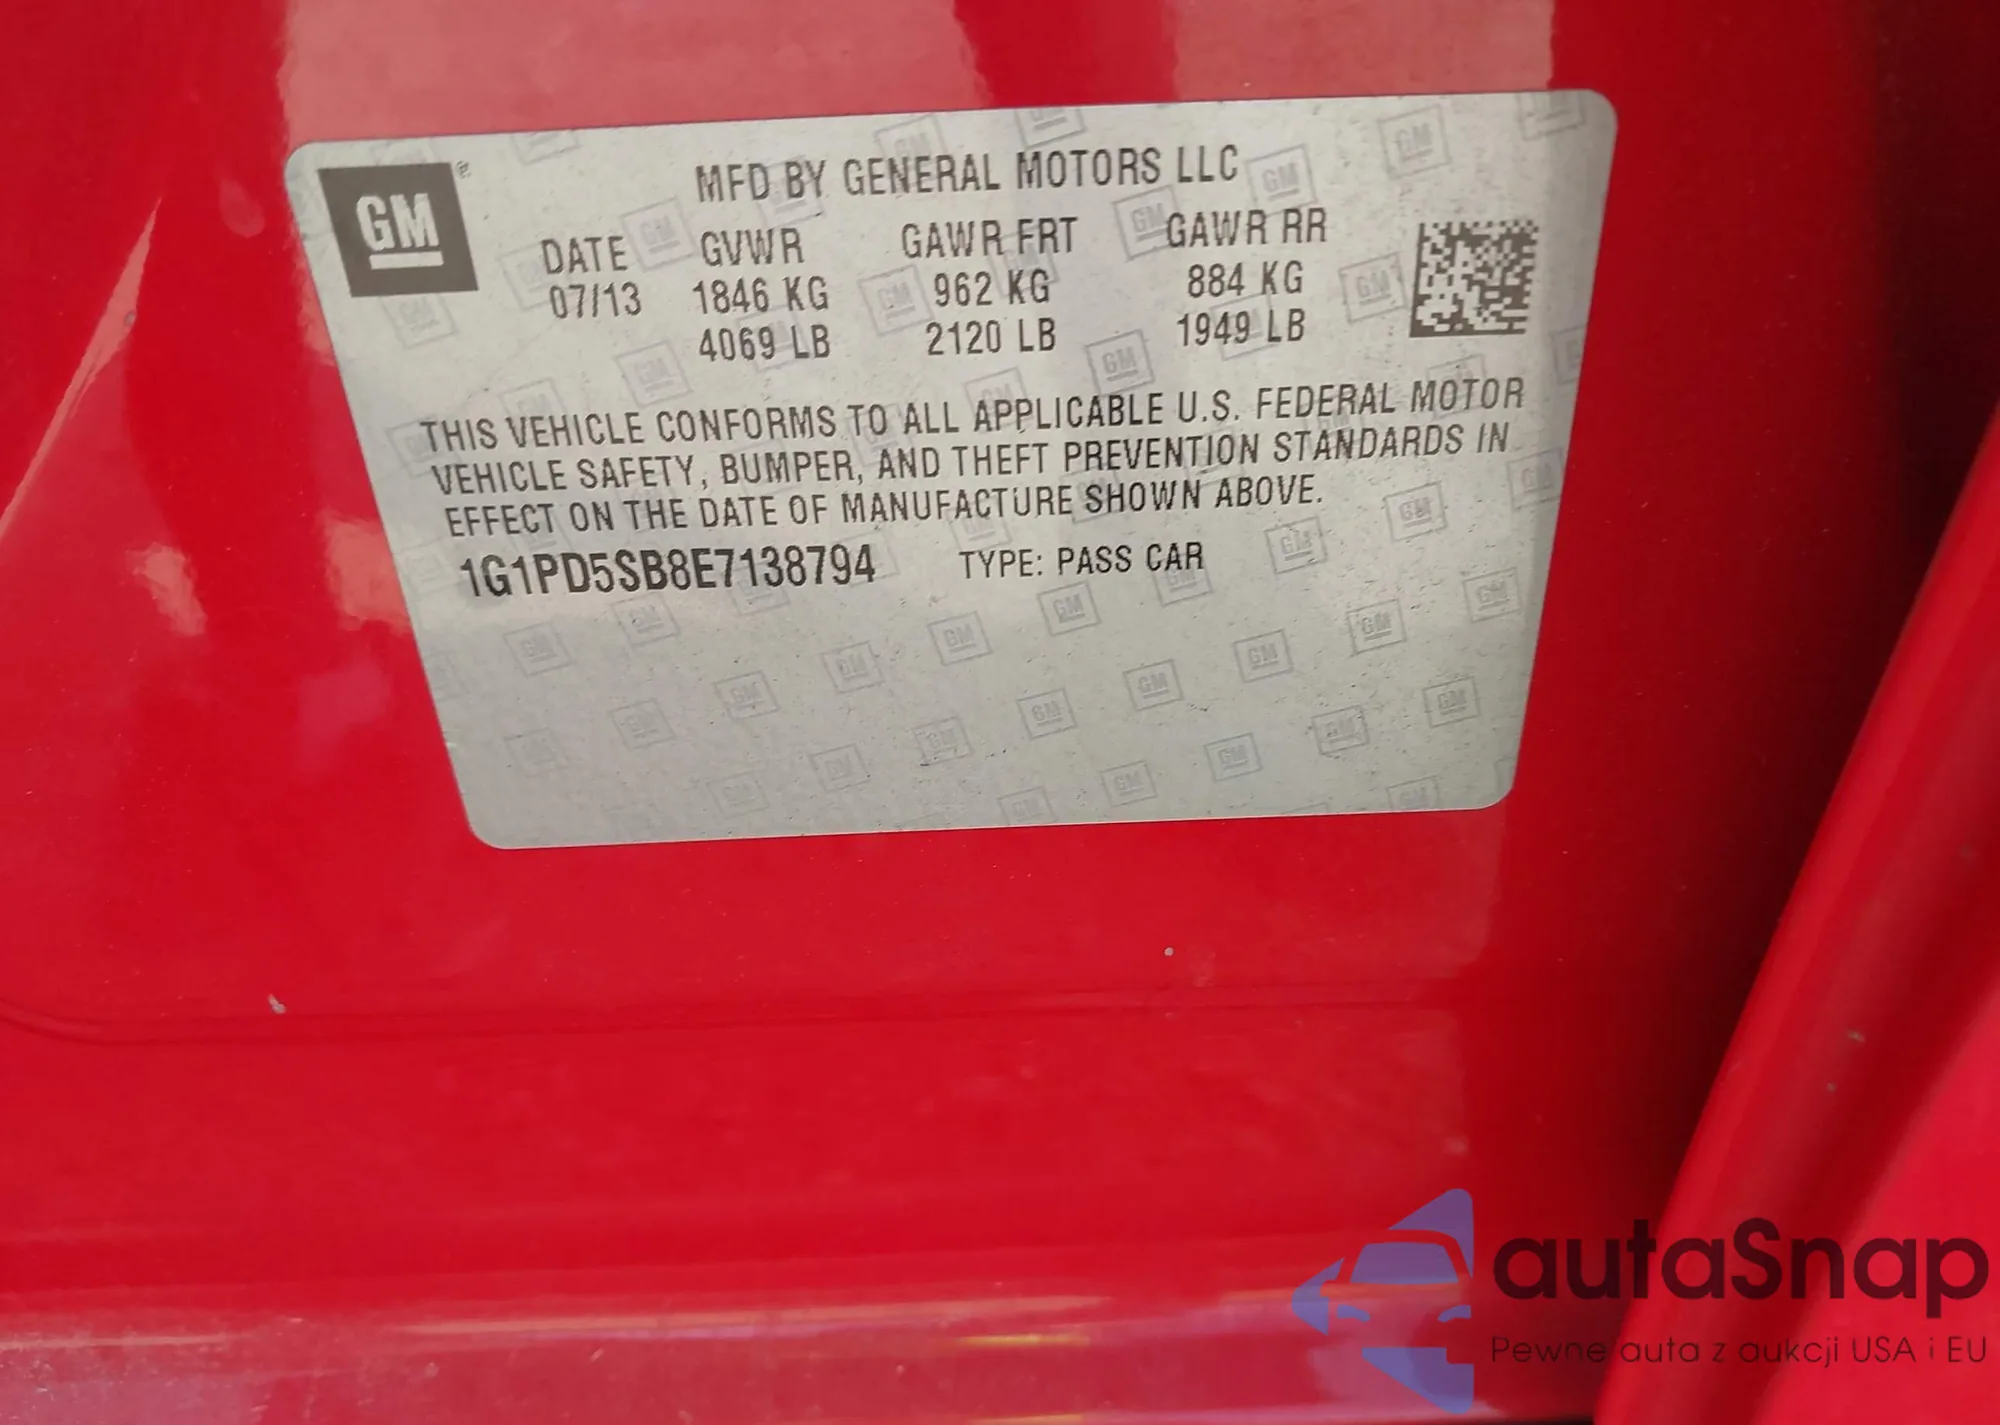 GM ®
MFD BY GENERAL MOTORS LLC
DATE GVWR GAWR FRT GAWR RR
07/13 1846 KG 962 KG 884 KG
4069 LB 2120 LB 1949 LB
THIS VEHICLE CONFORMS TO ALL APPLICABLE U.S. FEDERAL MOTOR
VEHICLE SAFETY, BUMPER, AND THEFT PREVENTION STANDARDS IN
EFFECT ON THE DATE OF MANUFACTURE SHOWN ABOVE.
1G1PD5SB8E7138794 TYPE: PASS CAR
autaSnap
Pewne auta z aukcji USA i EU